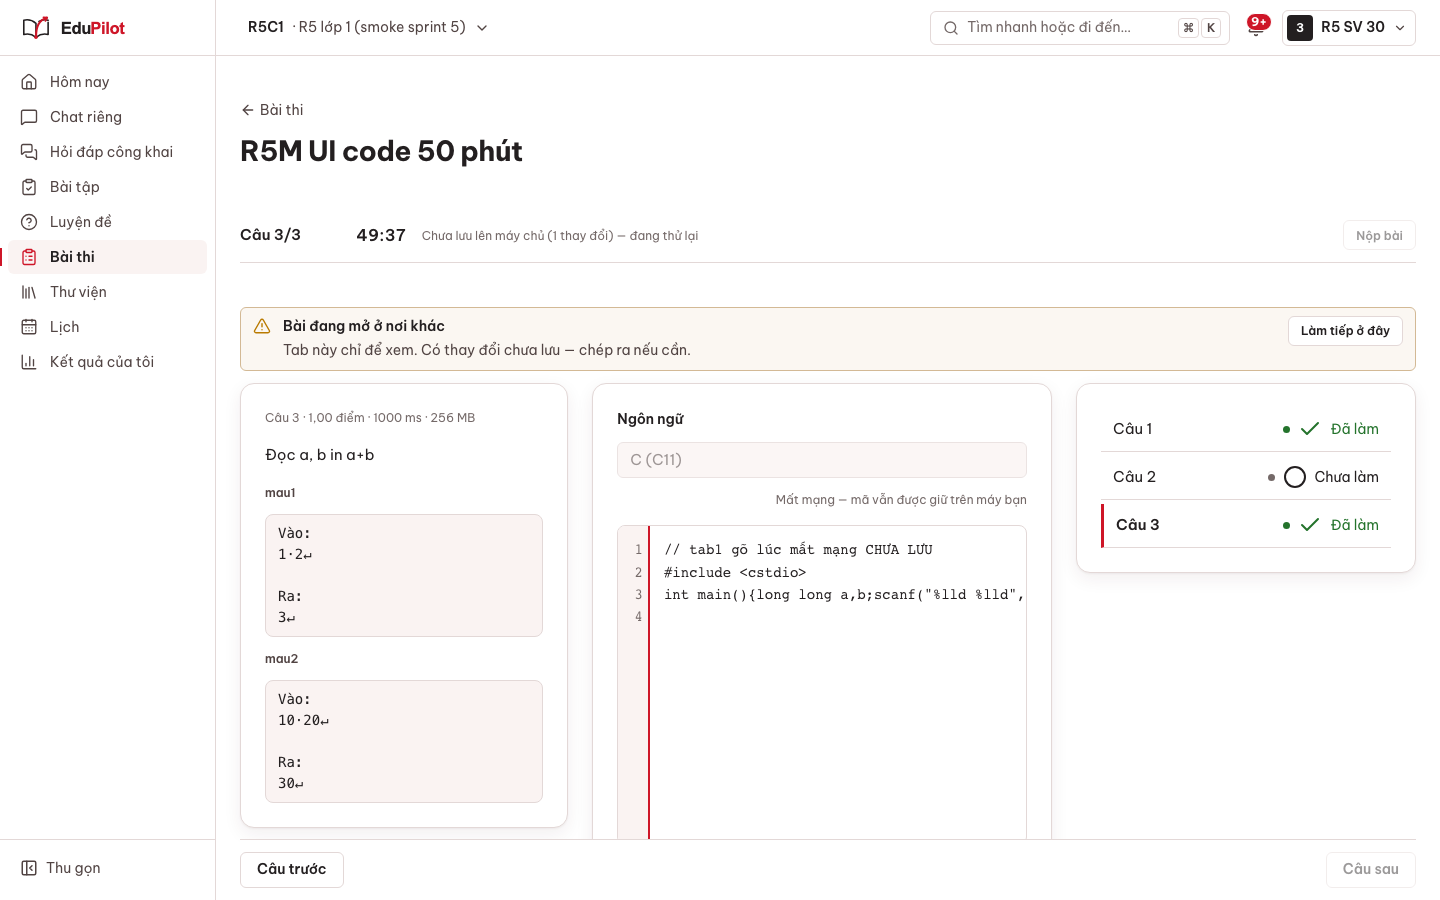 EduPilot
R5C1 · R5 lớp 1 (smoke sprint 5)
Tìm nhanh hoặc đi đến...
⌘ K
9+
3 R5 SV 30
Hôm nay
Chat riêng
Hỏi đáp công khai
Bài tập
Luyện đề
Bài thi
Thư viện
Lịch
Kết quả của tôi
Thu gọn
← Bài thi
R5M UI code 50 phút
Câu 3/3 49:37 Chưa lưu lên máy chủ (1 thay đổi) — đang thử lại Nộp bài
Bài đang mở ở nơi khác
Tab này chỉ để xem. Có thay đổi chưa lưu — chép ra nếu cần.
Làm tiếp ở đây
Câu 3 · 1,00 điểm · 1000 ms · 256 MB
Đọc a, b in a+b
mau1
Vào:
1·2↵
Ra:
3↵
mau2
Vào:
10·20↵
Ra:
30↵
Ngôn ngữ
C (C11)
Mất mạng — mã vẫn được giữ trên máy bạn
1 // tab1 gõ lúc mất mạng CHƯA LƯU
2 #include <cstdio>
3 int main(){long long a,b;scanf("%lld %lld",
4
Câu 1 Đã làm
Câu 2 Chưa làm
Câu 3 Đã làm
Câu trước
Câu sau